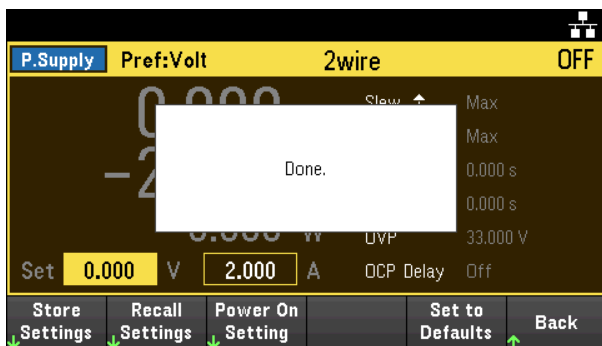 P.Supply Pref:Volt 2wire OFF
Max
Max
Done.
0.000 s
0.000 s
OVP 33.000 V
Set 0.000 V 2.000 A OCP Delay Off
Store Settings
Recall Settings
Power On Setting
Set to Defaults
Back